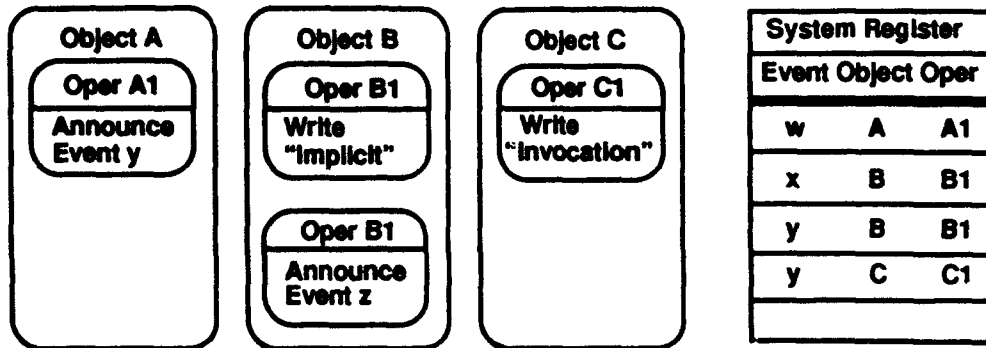 Object A
Oper A1
Announce
Event y
Object B
Oper B1
Write
"Implicit"
Oper B1
Announce
Event z
Object C
Oper C1
Write
"Invocation"
System Register
Event Object Oper
w A A1
x B B1
y B B1
y C C1